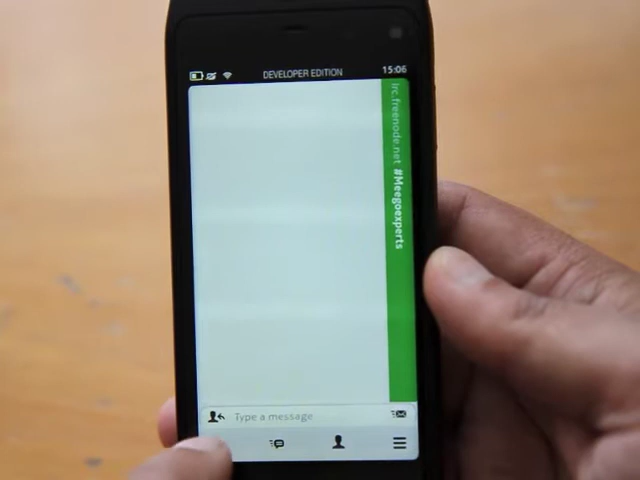 DEVELOPER EDITION
15:06
irc.freenode.net #Meegoexperts
Type a message